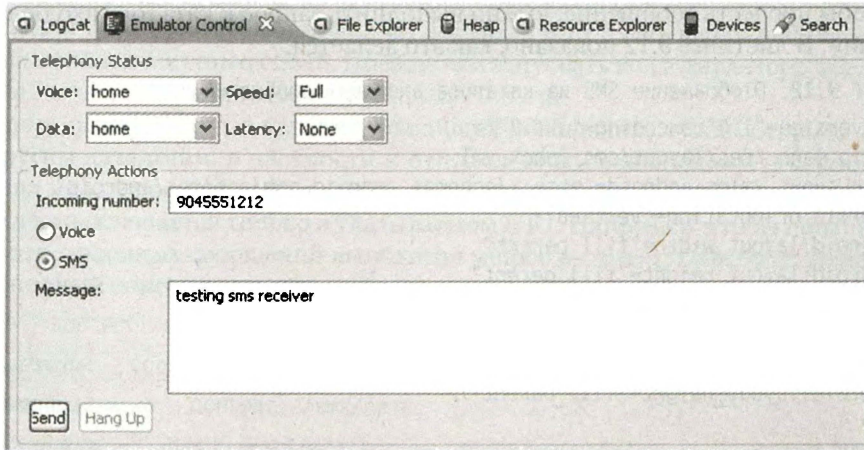 LogCat Emulator Control File Explorer Heap Resource Explorer Devices Search
Telephony Status
Voice: home Speed: Full
Data: home Latency: None
Telephony Actions
Incoming number: 9045551212
Voice
SMS
Message: testing sms receiver
Send Hang Up